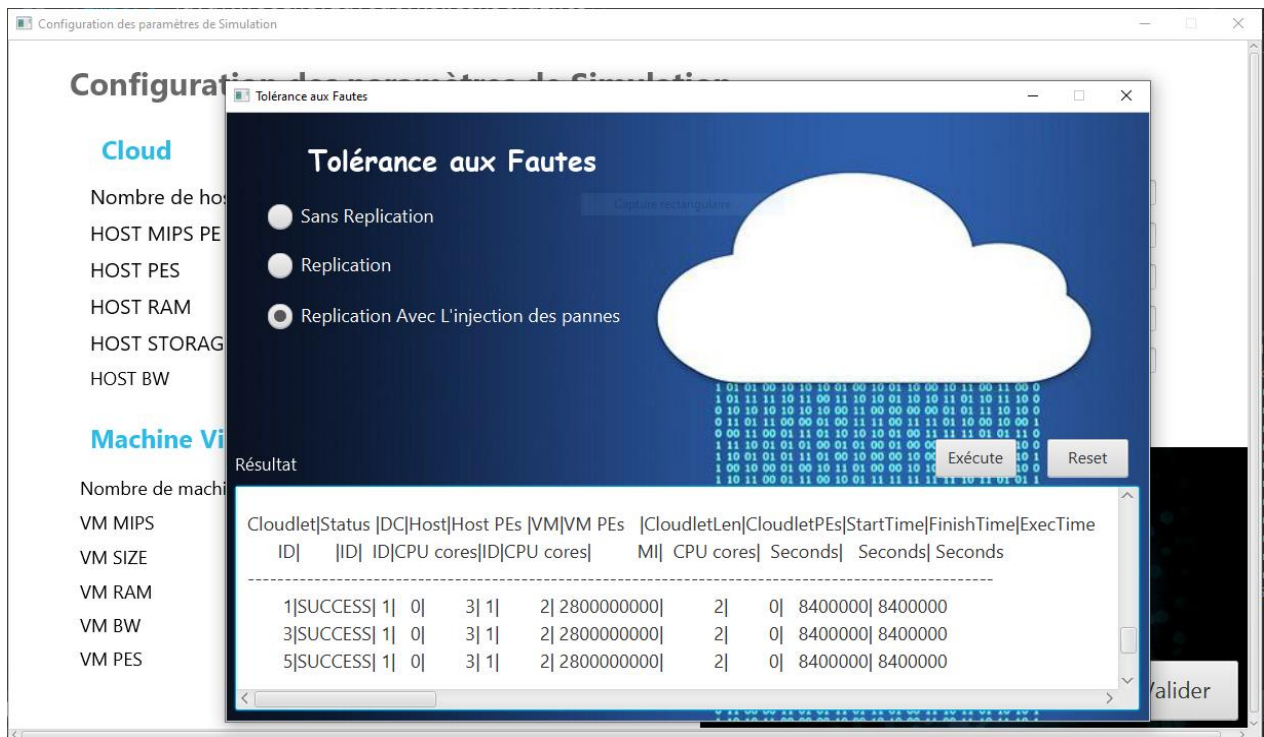 Configuration des paramètres de Simulation
Cloud
Nombre de
HOST MIPS PE
HOST PES
HOST RAM
HOST STORAG
HOST BW
Machine Vi
Nombre de machi
VM MIPS
VM SIZE
VM RAM
VM BW
VM PES
Valider
Tolérance aux Fautes
Tolérance aux Fautes
Capture rectangulaire
Sans Replication
Replication
Replication Avec L'injection des pannes
Résultat
Exécute
Reset
Cloudlet|Status |DC|Host|Host PEs |VM|VM PEs |CloudletLen|CloudletPEs|StartTime|FinishTime|ExecTime
ID| |ID| ID|CPU cores|ID|CPU cores| MI| CPU cores| Seconds| Seconds| Seconds
----------------------------------------------------------------------------------------------------
1|SUCCESS| 1| 0| 3| 1| 2| 2800000000| 2| 0| 8400000| 8400000
3|SUCCESS| 1| 0| 3| 1| 2| 2800000000| 2| 0| 8400000| 8400000
5|SUCCESS| 1| 0| 3| 1| 2| 2800000000| 2| 0| 8400000| 8400000